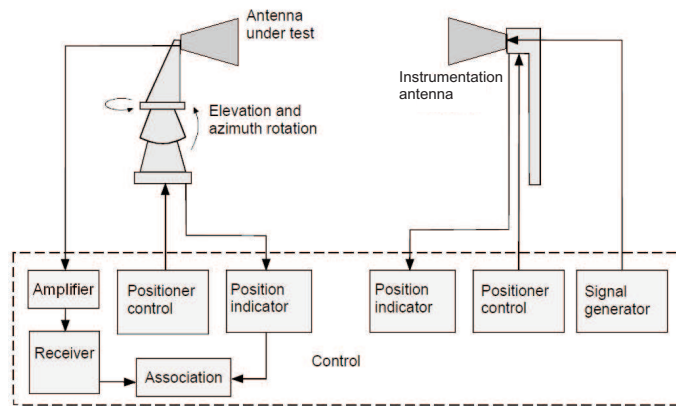 Antenna
under test
Instrumentation
antenna
Elevation and
azimuth rotation
Amplifier
Positioner
control
Position
indicator
Position
indicator
Positioner
control
Signal
generator
Receiver
Association
Control